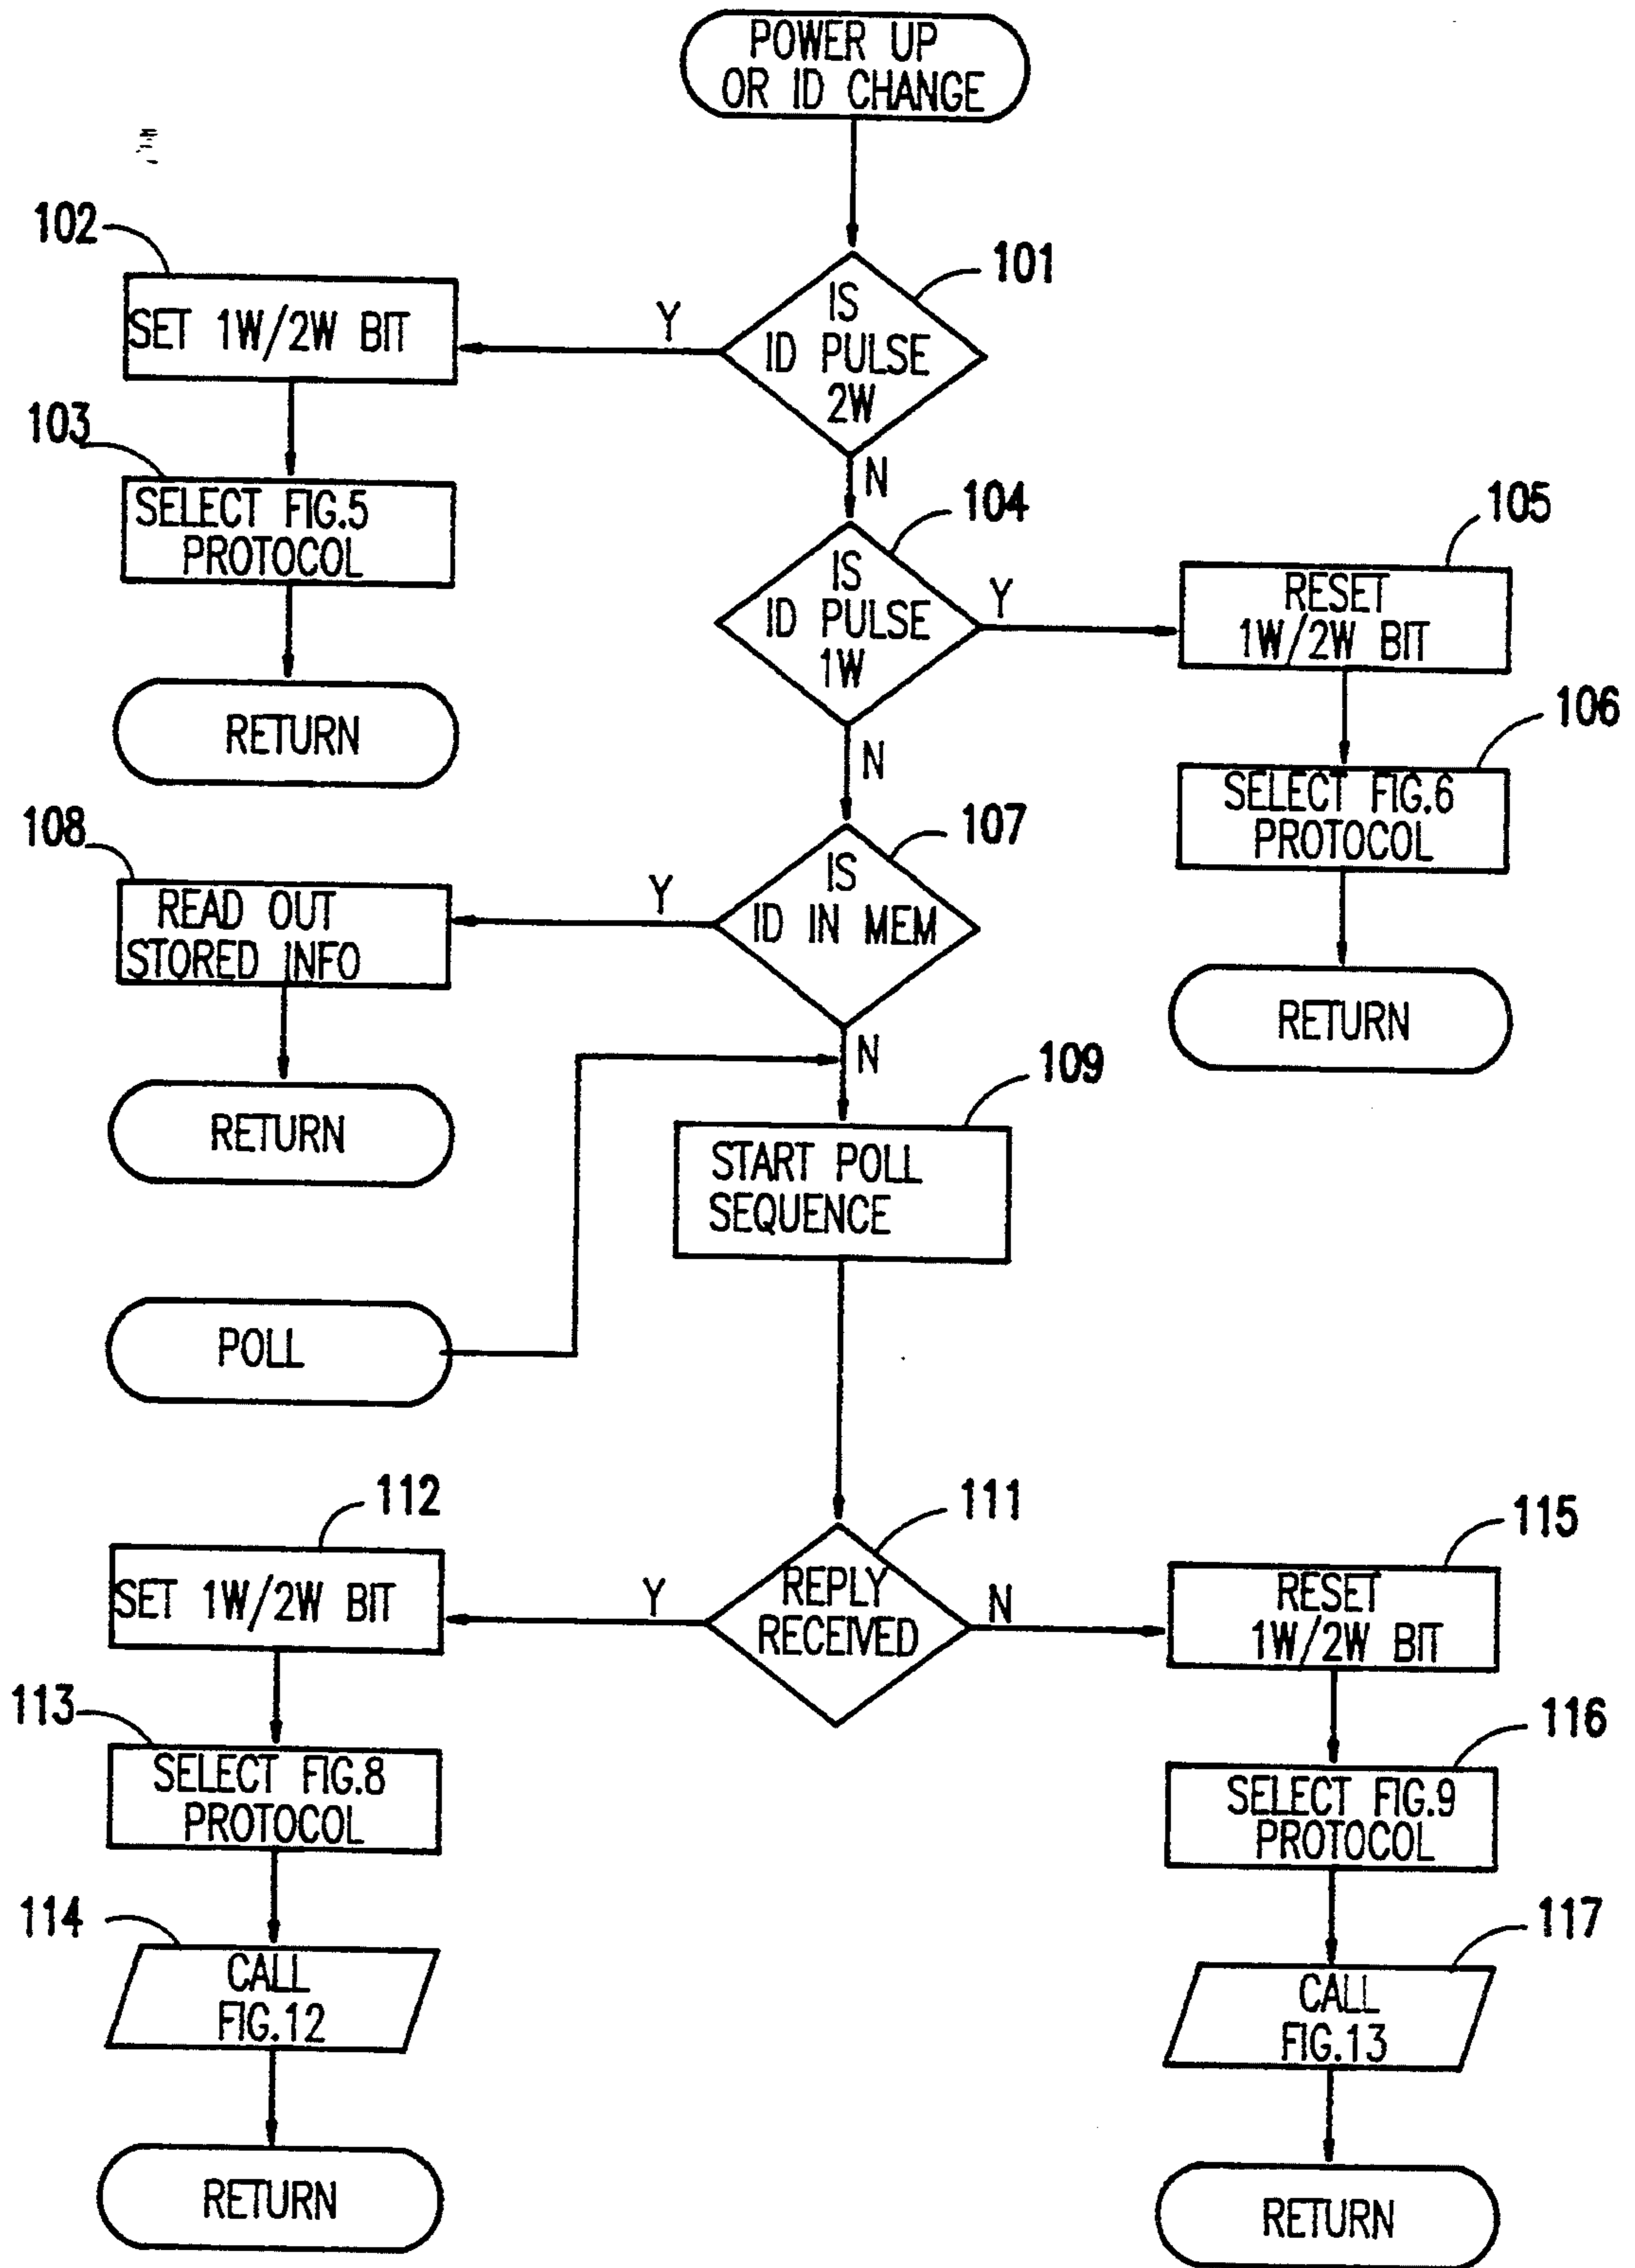 POWER UP
OR ID CHANGE
102
101
SET 1W/2W BIT
Y
IS
ID PULSE
2W
103
N
SELECT FIG.5
PROTOCOL
104
105
IS
ID PULSE
1W
Y
RESET
1W/2W BIT
RETURN
N
106
SELECT FIG.6
PROTOCOL
108
107
READ OUT
STORED INFO
Y
IS
ID IN MEM
RETURN
N
109
RETURN
START POLL
SEQUENCE
POLL
112
111
115
SET 1W/2W BIT
Y
REPLY
RECEIVED
N
RESET
1W/2W BIT
113
116
SELECT FIG.8
PROTOCOL
SELECT FIG.9
PROTOCOL
114
117
CALL
FIG.12
CALL
FIG.13
RETURN
RETURN